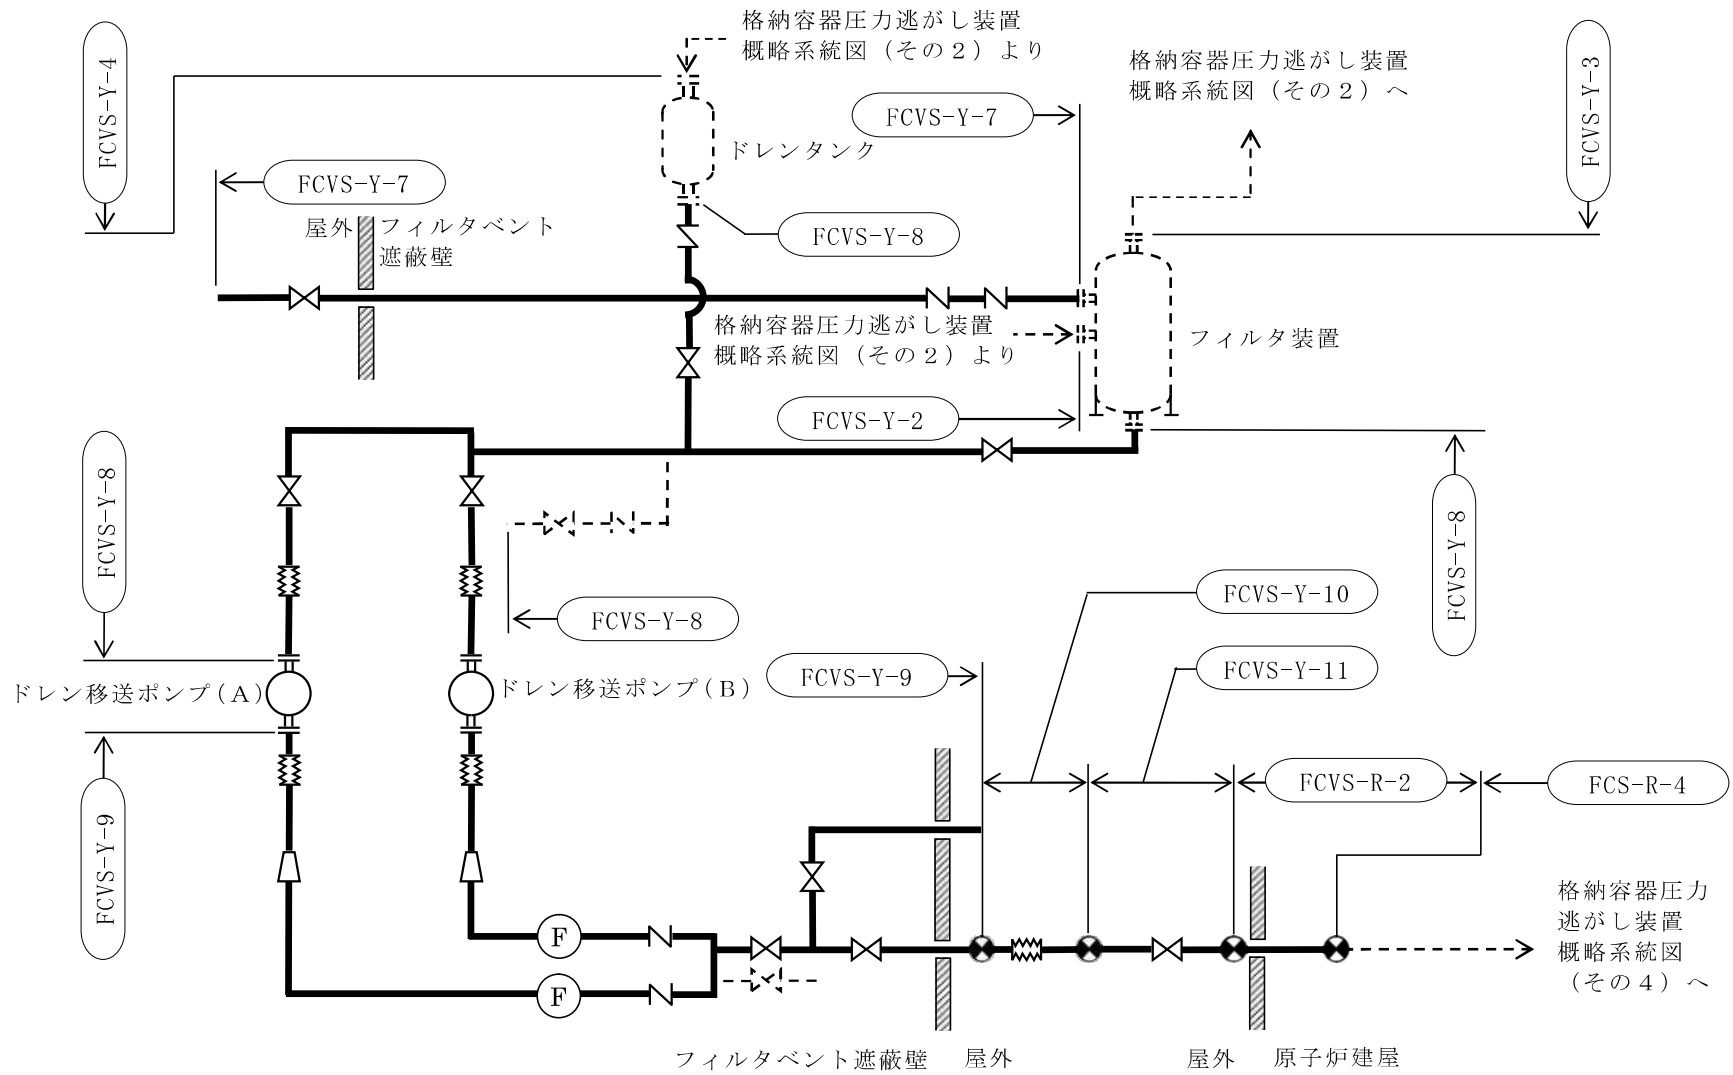 格納容器圧力逃がし装置
概略系統図（その２）より
格納容器圧力逃がし装置
概略系統図（その２）へ
FCVS-Y-4
FCVS-Y-3
FCVS-Y-7
ドレンタンク
FCVS-Y-7
屋外
フィルタベント
遮蔽壁
FCVS-Y-8
格納容器圧力逃がし装置
概略系統図（その２）より
フィルタ装置
FCVS-Y-2
FCVS-Y-8
FCVS-Y-8
FCVS-Y-8
FCVS-Y-10
FCVS-Y-11
FCVS-Y-9
ドレン移送ポンプ(A)
ドレン移送ポンプ(B)
FCVS-R-2
FCS-R-4
FCVS-Y-9
F
F
格納容器圧力
逃がし装置
概略系統図
（その４）へ
フィルタベント遮蔽壁
屋外
屋外
原子炉建屋